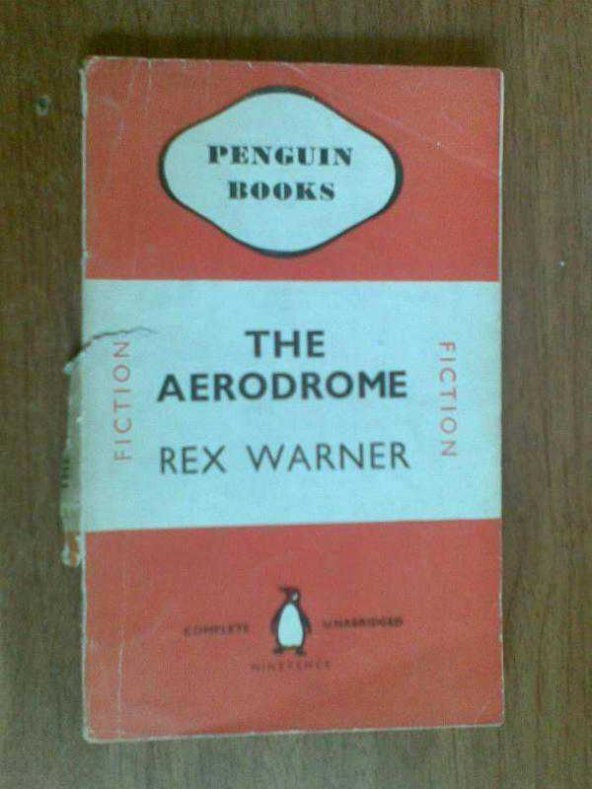 PENGUIN
BOOKS
FICTION
THE
AERODROME
REX WARNER
FICTION
COMPLETE UNABRIDGED
NINEPENCE